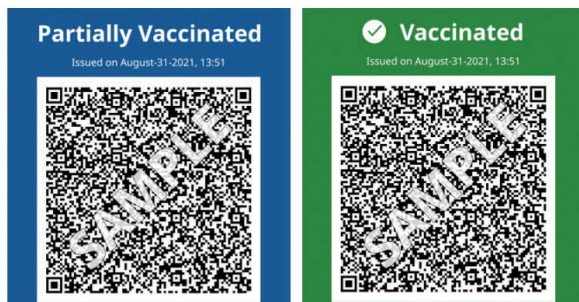 Partially Vaccinated
Issued on August-31-2021, 13:51
SAMPLE
Vaccinated
Issued on August-31-2021, 13:51
SAMPLE